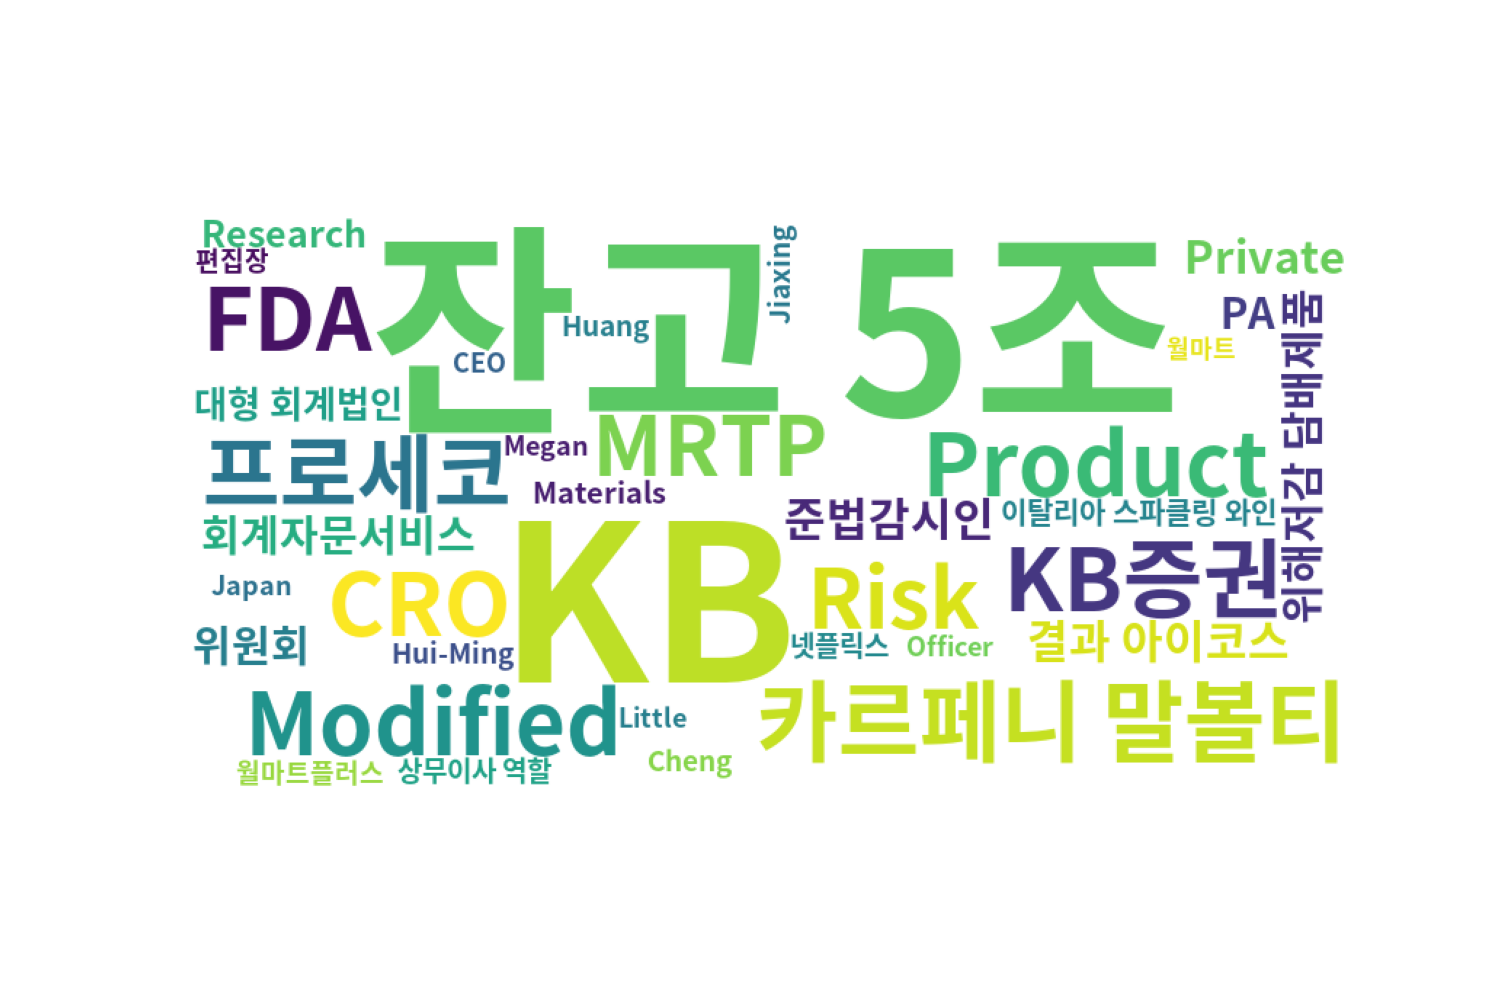 Research
편집장
잔고 5조
Jiaxing
Private
FDA
Huang
CEO
PA
월마트
위해저감 담배제품
대형 회계법인
프로세코
Megan
MRTP
Product
Materials
회계자문서비스
준법감시인
이탈리아 스파클링 와인
KB
Japan
CRO
Risk
KB증권
위원회
Hui-Ming
넷플릭스
Officer
결과 아이코스
Modified
Little
카르페니 말볼티
월마트플러스
상무이사 역할
Cheng